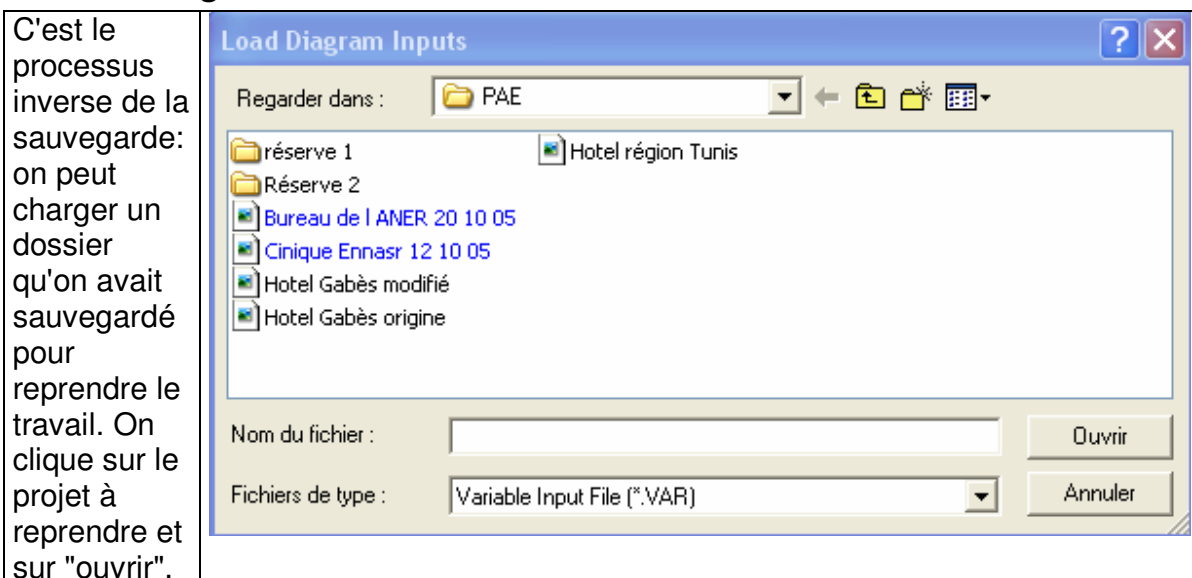 C'est le
processus
inverse de la
sauvegarde:
on peut
charger un
dossier
qu'on avait
sauvegardé
pour
reprendre le
travail. On
clique sur le
projet à
reprendre et
sur "ouvrir".
Load Diagram Inputs
Regarder dans : PAE
réserve 1
Réserve 2
Bureau de l ANER 20 10 05
Cinique Ennasr 12 10 05
Hotel Gabès modifié
Hotel Gabès origine
Hotel région Tunis
Nom du fichier : Ouvrir
Fichiers de type : Variable Input File (*.VAR) Annuler